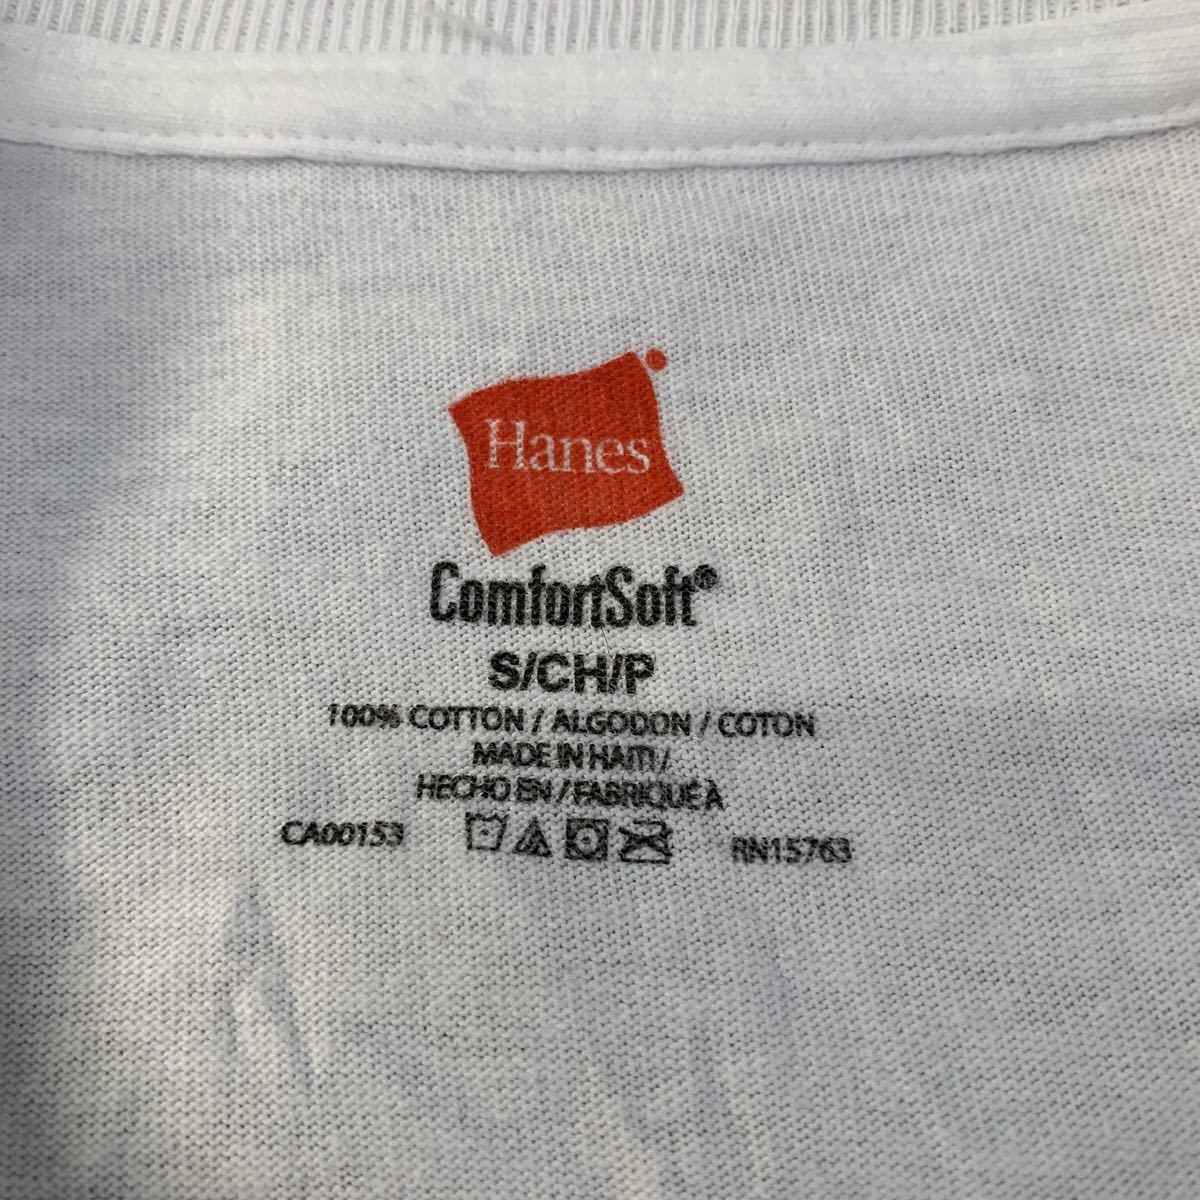 Hanes
ComfortSoft®
S/CH/P
100% COTTON / ALGODON / COTON
MADE IN HAITI /
HECHO EN / FABRIQUÉ À
CA00153 RN15763